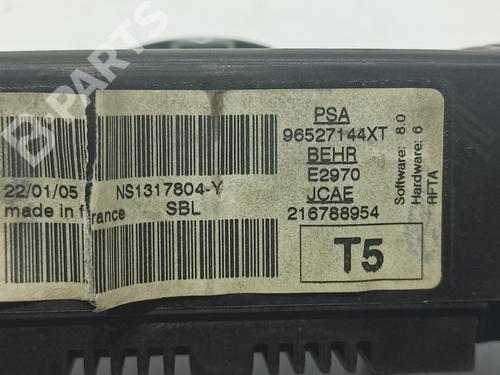 B-PARTS
PSA
96527144XT
BEHR
E2970
JCAE
216788954
T5
Software: 8.0
Hardware: 6
RFTA
22/01/05
NS1317804-Y
made in france
SBL